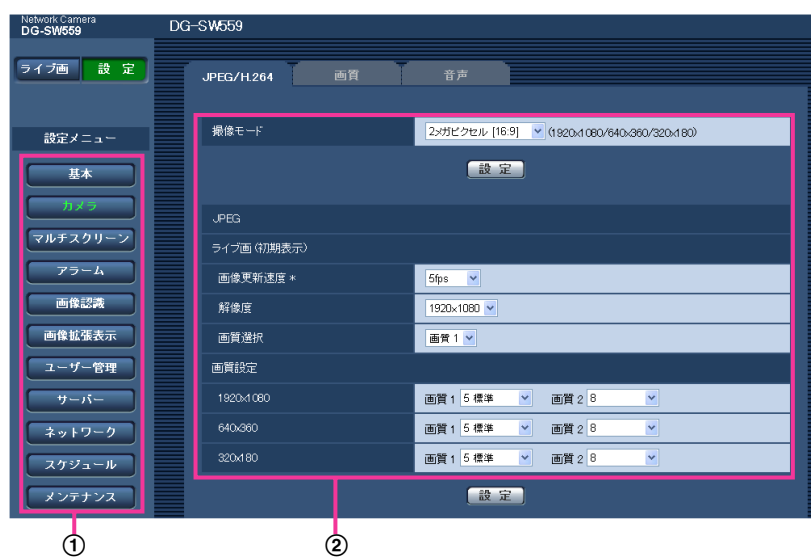 Network Camera
DG-SW559
DG-SW559
ライブ画 設 定
JPEG/H.264 画質 音声
設定メニュー
基本
カメラ
マルチスクリーン
アラーム
画像認識
画像拡張表示
ユーザー管理
サーバー
ネットワーク
スケジュール
メンテナンス
撮像モード 2メガピクセル [16:9] (1920x1080/640x360/320x180)
設 定
JPEG
ライブ画(初期表示)
画像更新速度 * 5fps
解像度 1920x1080
画質選択 画質 1
画質設定
1920x1080 画質 1 5 標準 画質 2 8
640x360 画質 1 5 標準 画質 2 8
320x180 画質 1 5 標準 画質 2 8
設 定
① ②